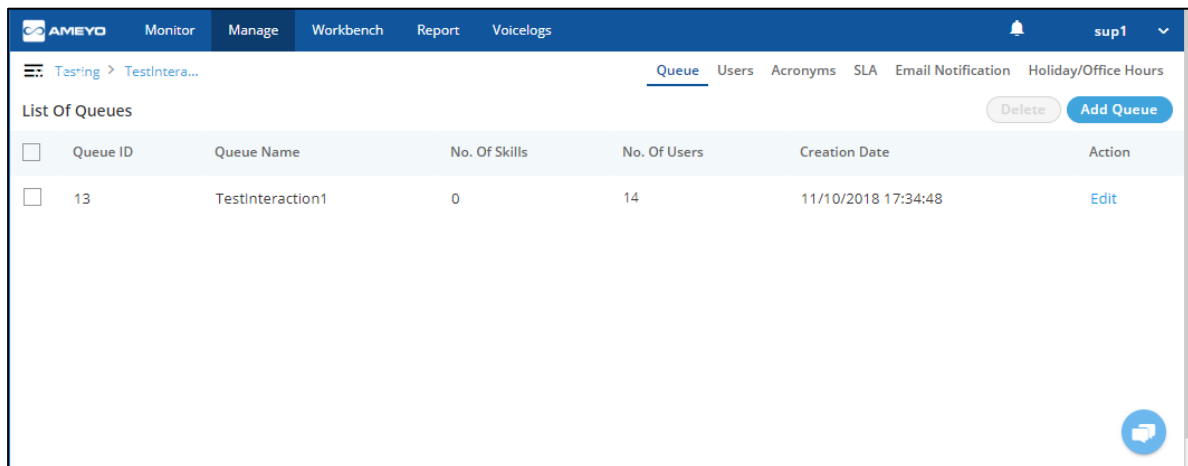 AMEYO Monitor Manage Workbench Report Voicelogs sup1
Testing > TestIntera... Queue Users Acronyms SLA Email Notification Holiday/Office Hours
List Of Queues Delete Add Queue
Queue ID Queue Name No. Of Skills No. Of Users Creation Date Action
13 TestInteraction1 0 14 11/10/2018 17:34:48 Edit